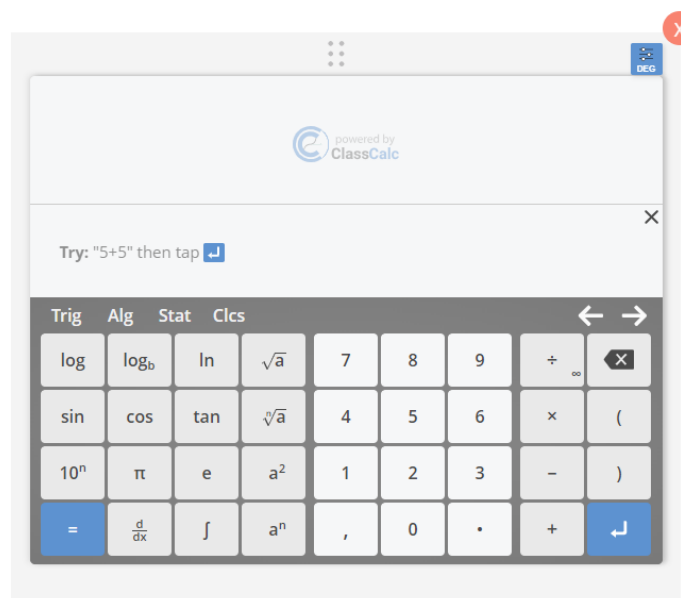 X
DEG
powered by
ClassCalc
Try: "5+5" then tap
Trig Alg Stat Clcs
log log_b ln √a 7 8 9 ÷ ∞
sin cos tan ⁿ√a 4 5 6 × (
10ⁿ π e a² 1 2 3 − )
= d/dx ∫ aⁿ , 0 • +